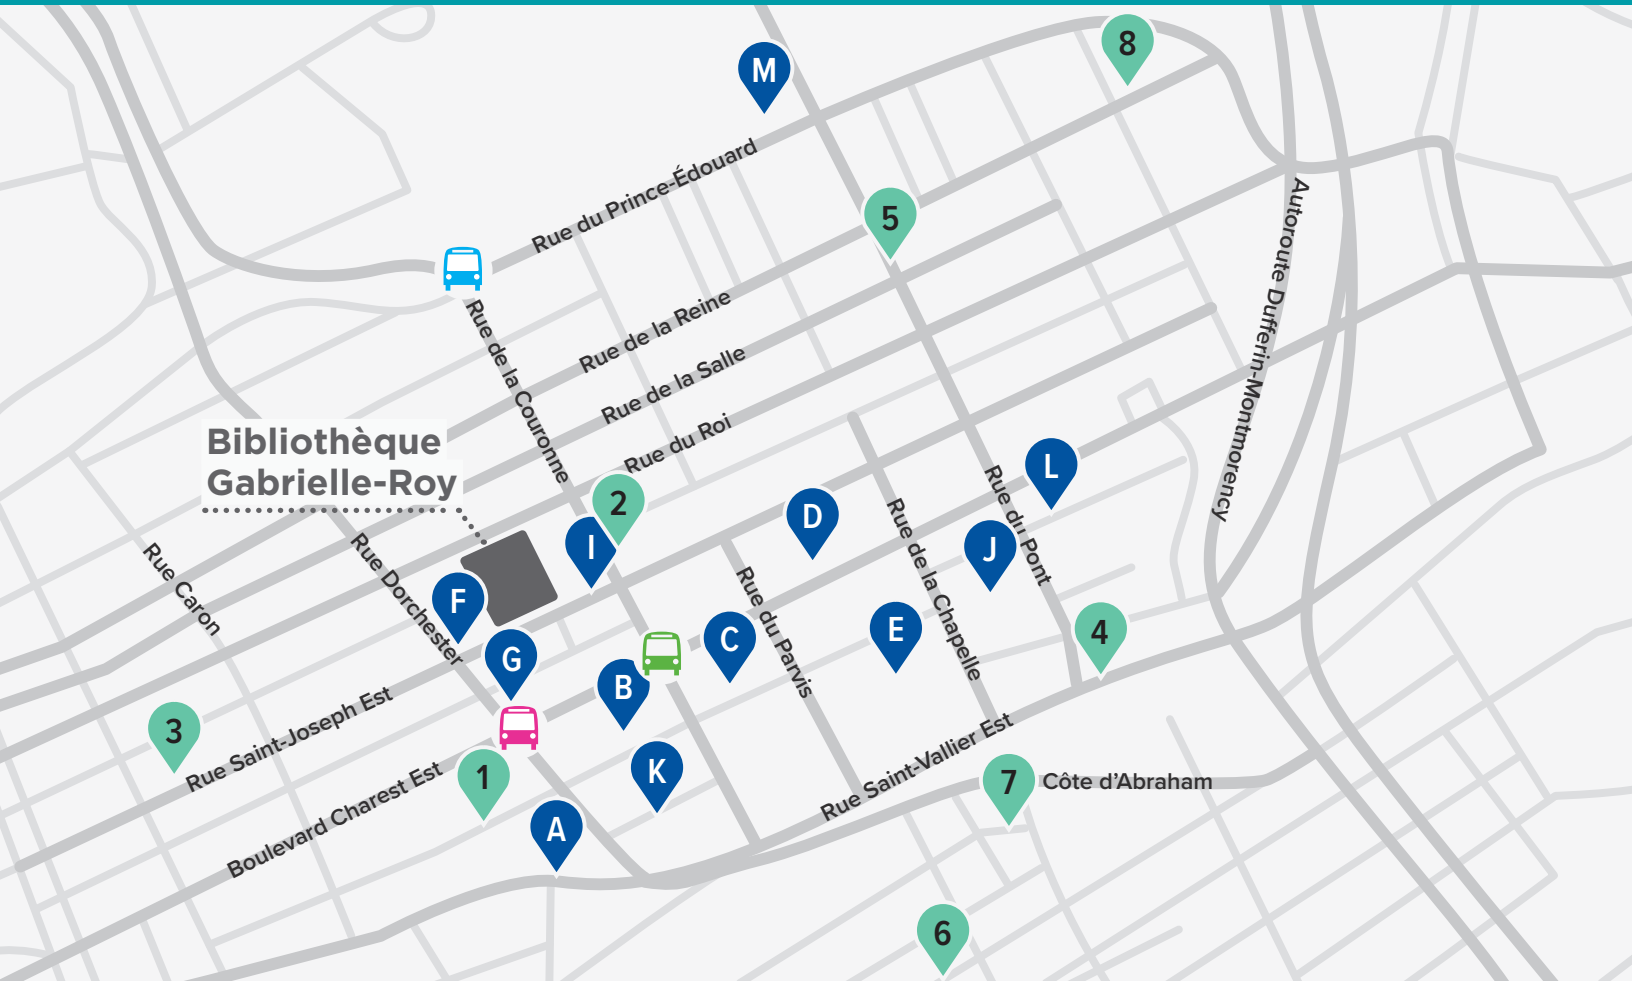 8
M
Rue du Prince-Édouard
5
Autoroute Dufferin-Montmorency
Rue de la Reine
Rue de la Couronne
Rue de la Salle
Rue du Roi
Bibliothèque
Gabrielle-Roy
L
Rue du Pont
2
D
I
J
Rue de la Chapelle
Rue Caron
Rue Dorchester
F
Rue du Parvis
E
4
C
G
B
3
Rue Saint-Joseph Est
1
Boulevard Charest Est
K
Rue Saint-Vallier Est
7
Côte d'Abraham
A
6